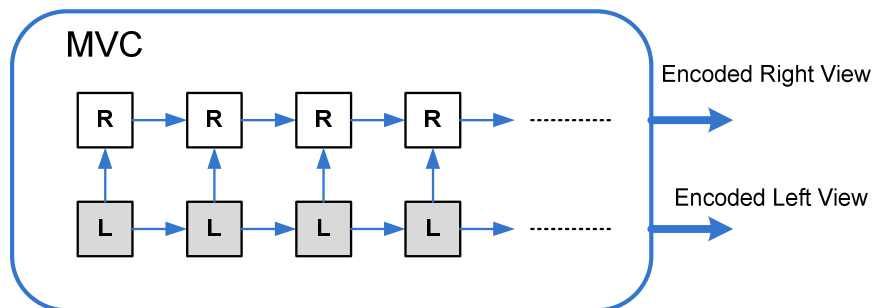 MVC
Encoded Right View
R R R R
Encoded Left View
L L L L